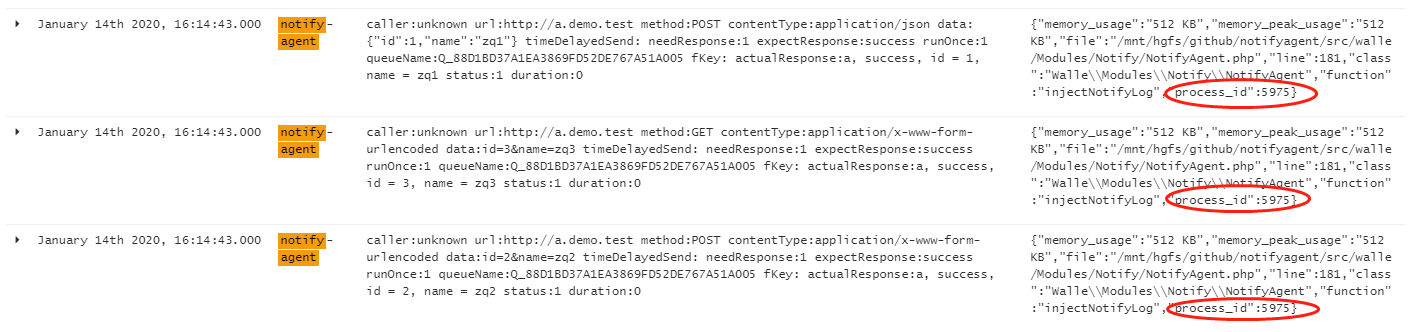 January 14th 2020, 16:14:43.000
notify-
agent
caller:unknown url:http://a.demo.test method:POST contentType:application/json data:
{"id":1,"name":"zq1"} timeDelayedSend: needResponse:1 expectResponse:success runOnce:1
queueName:Q_88D1BD37A1EA3869FD52DE767A51A005 fKey: actualResponse:a, success, id = 1,
name = zq1 status:1 duration:0
{"memory_usage":"512 KB","memory_peak_usage":"512
KB","file":"/mnt/hgfs/github/notifyagent/src/walle
/Modules/Notify/NotifyAgent.php","line":181,"class
":"Walle\\Modules\\Notify\\NotifyAgent","function"
:"injectNotifyLog","process_id":5975}
January 14th 2020, 16:14:43.000
notify-
agent
caller:unknown url:http://a.demo.test method:GET contentType:application/x-www-form-
urlencoded data:id=3&name=zq3 timeDelayedSend: needResponse:1 expectResponse:success
runOnce:1 queueName:Q_88D1BD37A1EA3869FD52DE767A51A005 fKey: actualResponse:a, success,
id = 3, name = zq3 status:1 duration:0
{"memory_usage":"512 KB","memory_peak_usage":"512
KB","file":"/mnt/hgfs/github/notifyagent/src/walle
/Modules/Notify/NotifyAgent.php","line":181,"class
":"Walle\\Modules\\Notify\\NotifyAgent","function"
:"injectNotifyLog","process_id":5975}
January 14th 2020, 16:14:43.000
notify-
agent
caller:unknown url:http://a.demo.test method:POST contentType:application/x-www-form-
urlencoded data:id=2&name=zq2 timeDelayedSend: needResponse:1 expectResponse:success
runOnce:1 queueName:Q_88D1BD37A1EA3869FD52DE767A51A005 fKey: actualResponse:a, success,
id = 2, name = zq2 status:1 duration:0
{"memory_usage":"512 KB","memory_peak_usage":"512
KB","file":"/mnt/hgfs/github/notifyagent/src/walle
/Modules/Notify/NotifyAgent.php","line":181,"class
":"Walle\\Modules\\Notify\\NotifyAgent","function"
:"injectNotifyLog","process_id":5975}